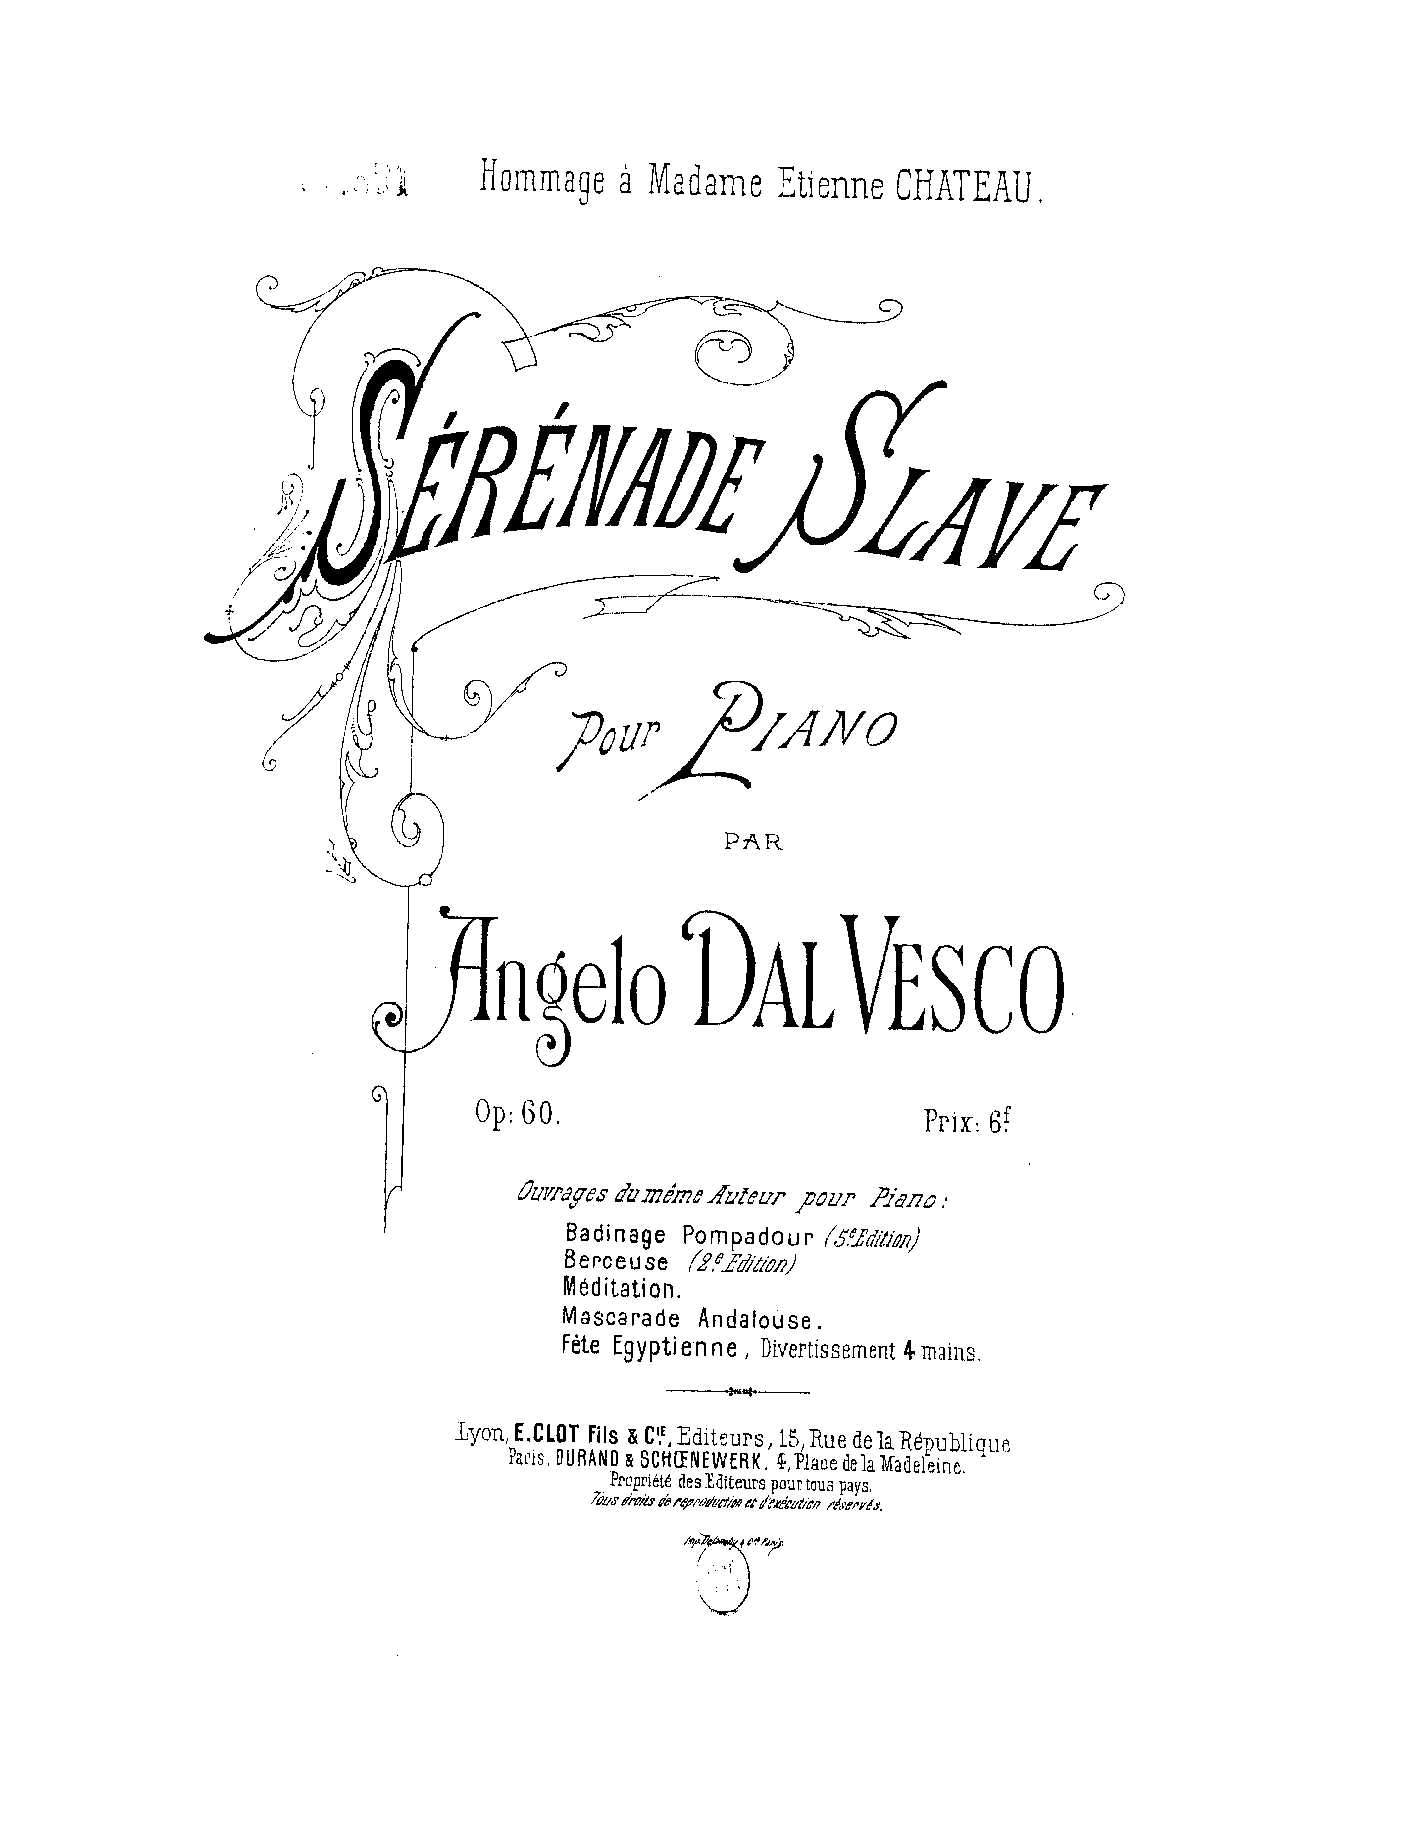 Hommage à Madame Etienne CHATEAU.
SÉRÉNADE SLAVE
Pour PIANO
PAR
Angelo DAL VESCO
Op: 60. Prix: 6f
Ouvrages du même Auteur pour Piano:
Badinage Pompadour (5e Edition)
Berceuse (2e Edition)
Méditation.
Mascarade Andalouse.
Fête Egyptienne, Divertissement 4 mains.
Lyon, E. CLOT Fils & CIE, Editeurs, 15, Rue de la République
Paris, DURAND & SCHŒNEWERK, 4, Place de la Madeleine.
Propriété des Editeurs pour tous pays.
Tous droits de reproduction et d'exécution réservés.
Imp. & Cie Paris